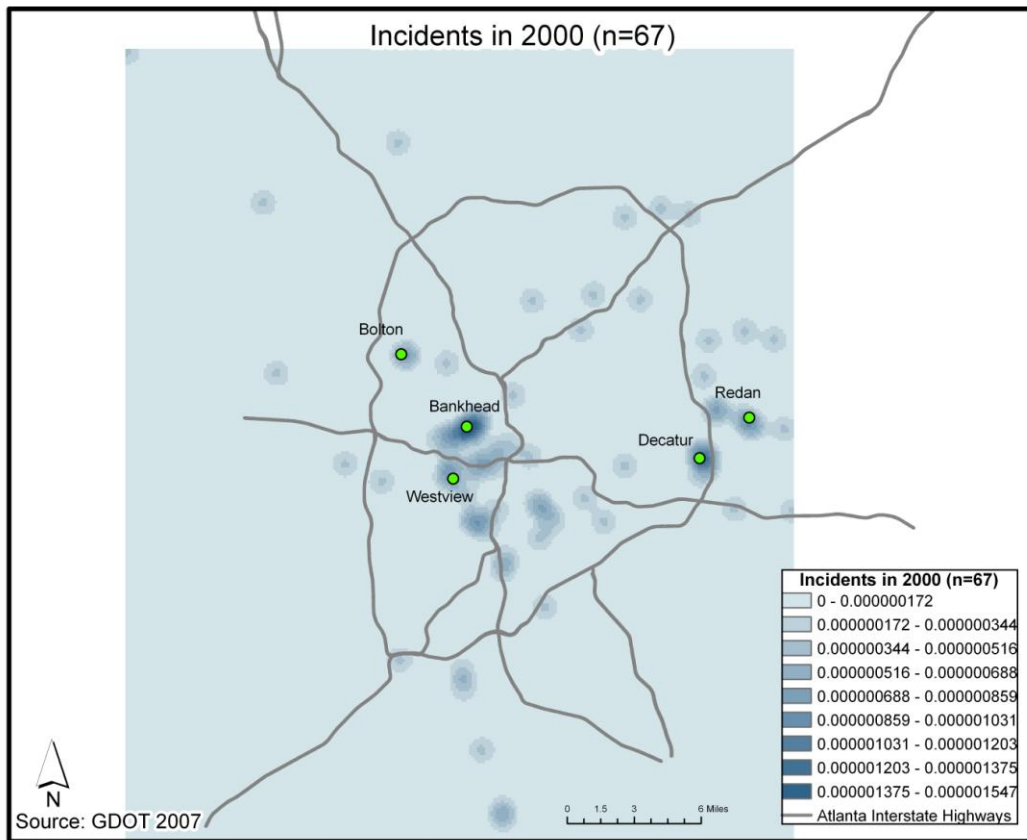 Incidents in 2000 (n=67)
Bolton
Bankhead
Redan
Decatur
Westview
Incidents in 2000 (n=67)
0 - 0.000000172
0.000000172 - 0.000000344
0.000000344 - 0.000000516
0.000000516 - 0.000000688
0.000000688 - 0.000000859
0.000000859 - 0.000001031
0.000001031 - 0.000001203
0.000001203 - 0.000001375
0.000001375 - 0.000001547
Atlanta Interstate Highways
N
Source: GDOT 2007
0 1.5 3 6 Miles